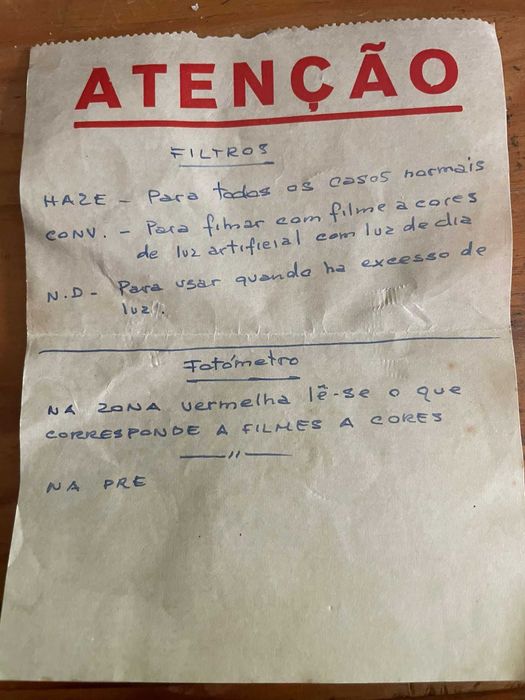 ATENÇÃO
FILTROS
HAZE - Para todos os casos normais
CONV. - Para filmar com filme a cores
de luz artificial com luz de dia
N.D - Para usar quando ha excesso de
luz.
Fotómetro
NA ZONA vermelha lê-se o que
CORRESPONDE A FILMES A CORES
— 11 —
NA PRE